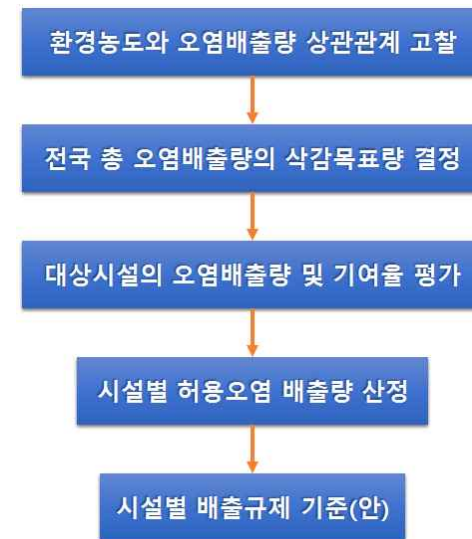 환경농도와 오염배출량 상관관계 고찰
전국 총 오염배출량의 삭감목표량 결정
대상시설의 오염배출량 및 기여율 평가
시설별 허용오염 배출량 산정
시설별 배출규제 기준(안)